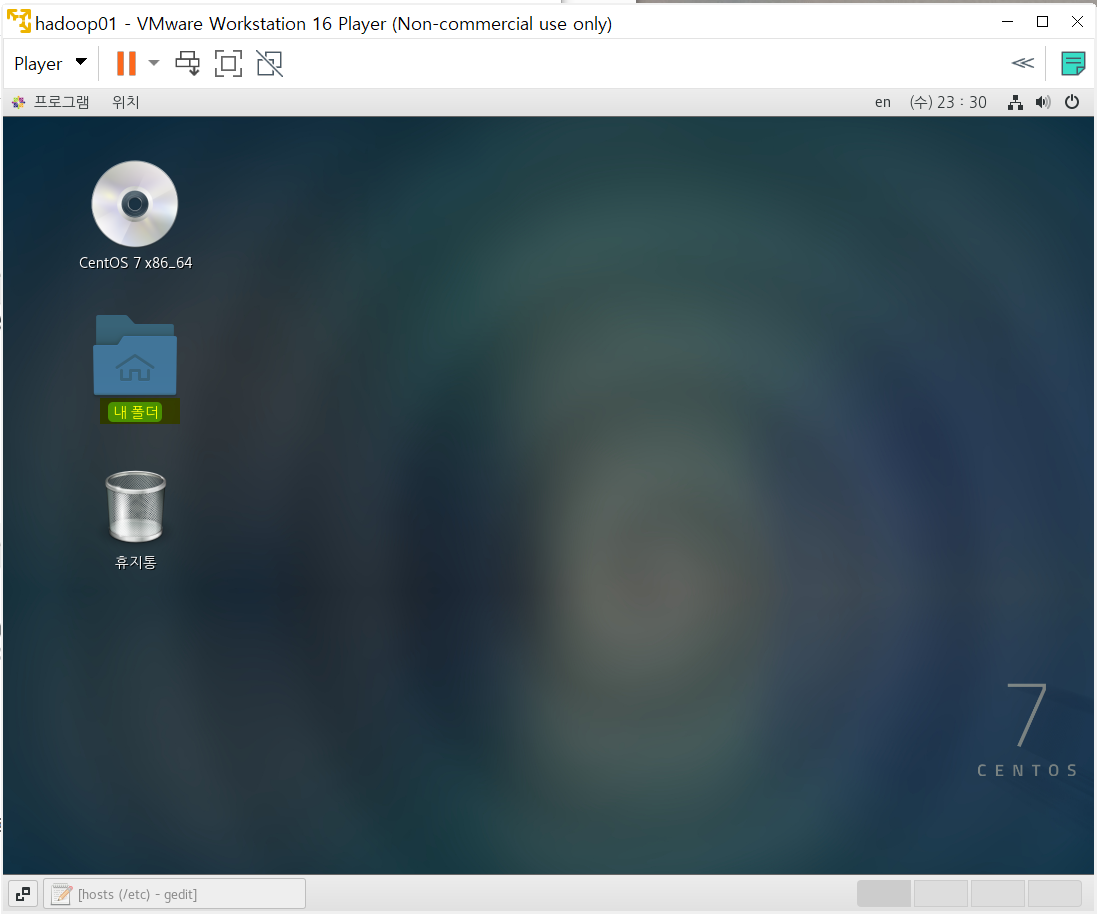 hadoop01 - VMware Workstation 16 Player (Non-commercial use only)
Player
프로그램 위치 en (수) 23 : 30
CentOS 7 x86_64
내 폴더
휴지통
7
CENTOS
[hosts (/etc) - gedit]